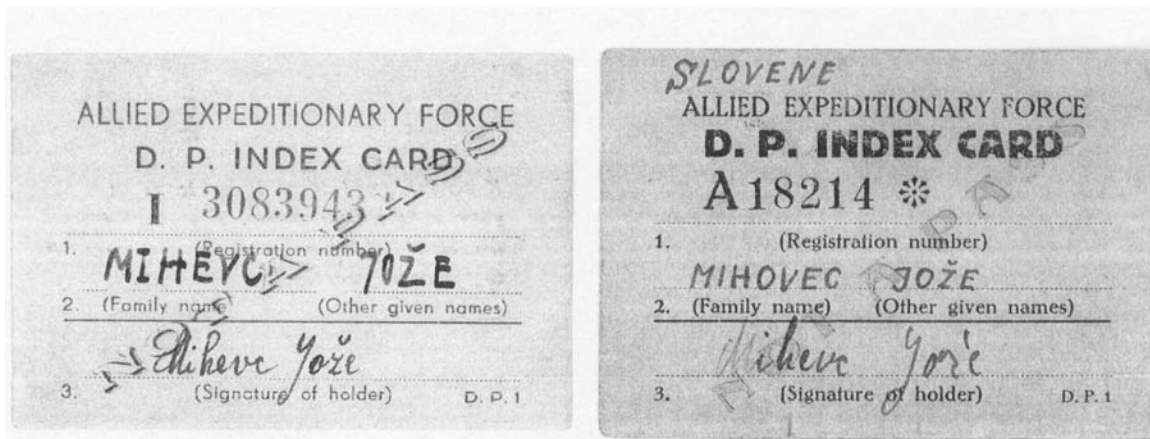 ALLIED EXPEDITIONARY FORCE
D. P. INDEX CARD
I 3083943
1. (Registration number)
MIHEVC JOŽE
2. (Family name) (Other given names)
Mihevc Jože
3. (Signature of holder) D. P. 1
SLOVENE
ALLIED EXPEDITIONARY FORCE
D. P. INDEX CARD
A18214 ※
1. (Registration number)
MIHOVEC JOŽE
2. (Family name) (Other given names)
Mihevc Jože
3. (Signature of holder) D. P. 1